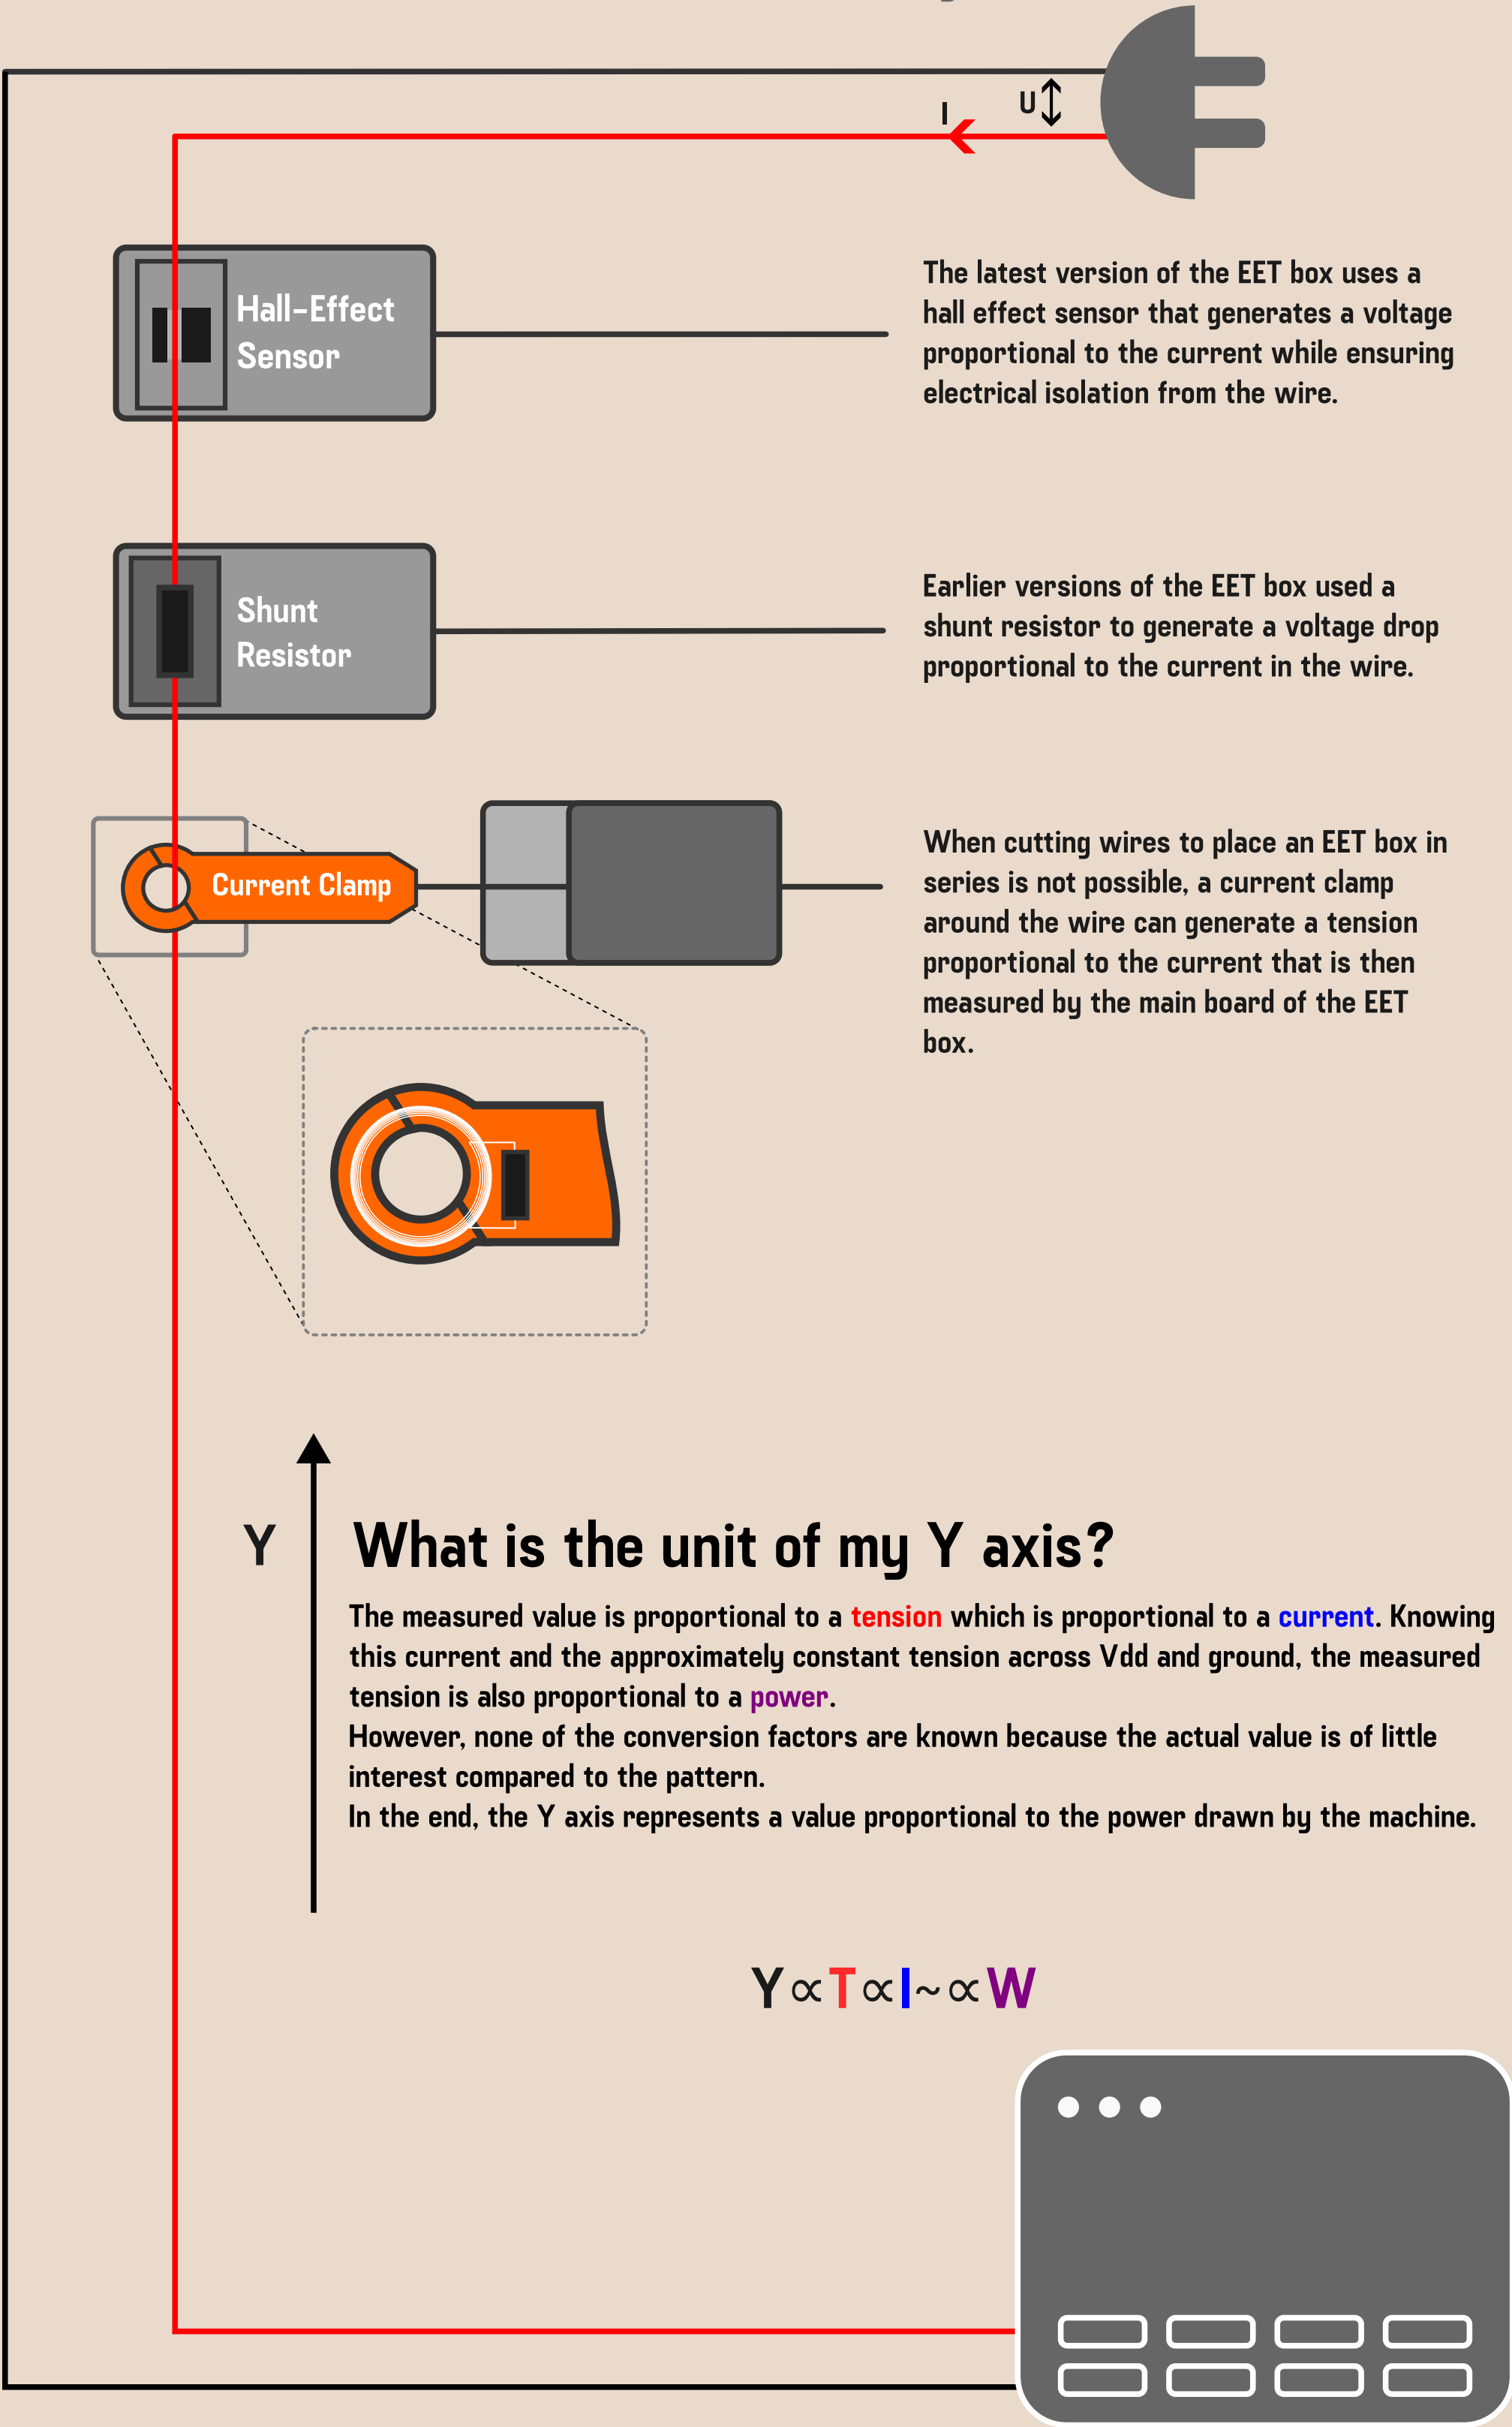 I
U
Hall-Effect
Sensor
The latest version of the EET box uses a
hall effect sensor that generates a voltage
proportional to the current while ensuring
electrical isolation from the wire.
Shunt
Resistor
Earlier versions of the EET box used a
shunt resistor to generate a voltage drop
proportional to the current in the wire.
Current Clamp
When cutting wires to place an EET box in
series is not possible, a current clamp
around the wire can generate a tension
proportional to the current that is then
measured by the main board of the EET
box.
Y
What is the unit of my Y axis?
The measured value is proportional to a tension which is proportional to a current. Knowing
this current and the approximately constant tension across Vdd and ground, the measured
tension is also proportional to a power.
However, none of the conversion factors are known because the actual value is of little
interest compared to the pattern.
In the end, the Y axis represents a value proportional to the power drawn by the machine.
Y∝T∝I~∝W